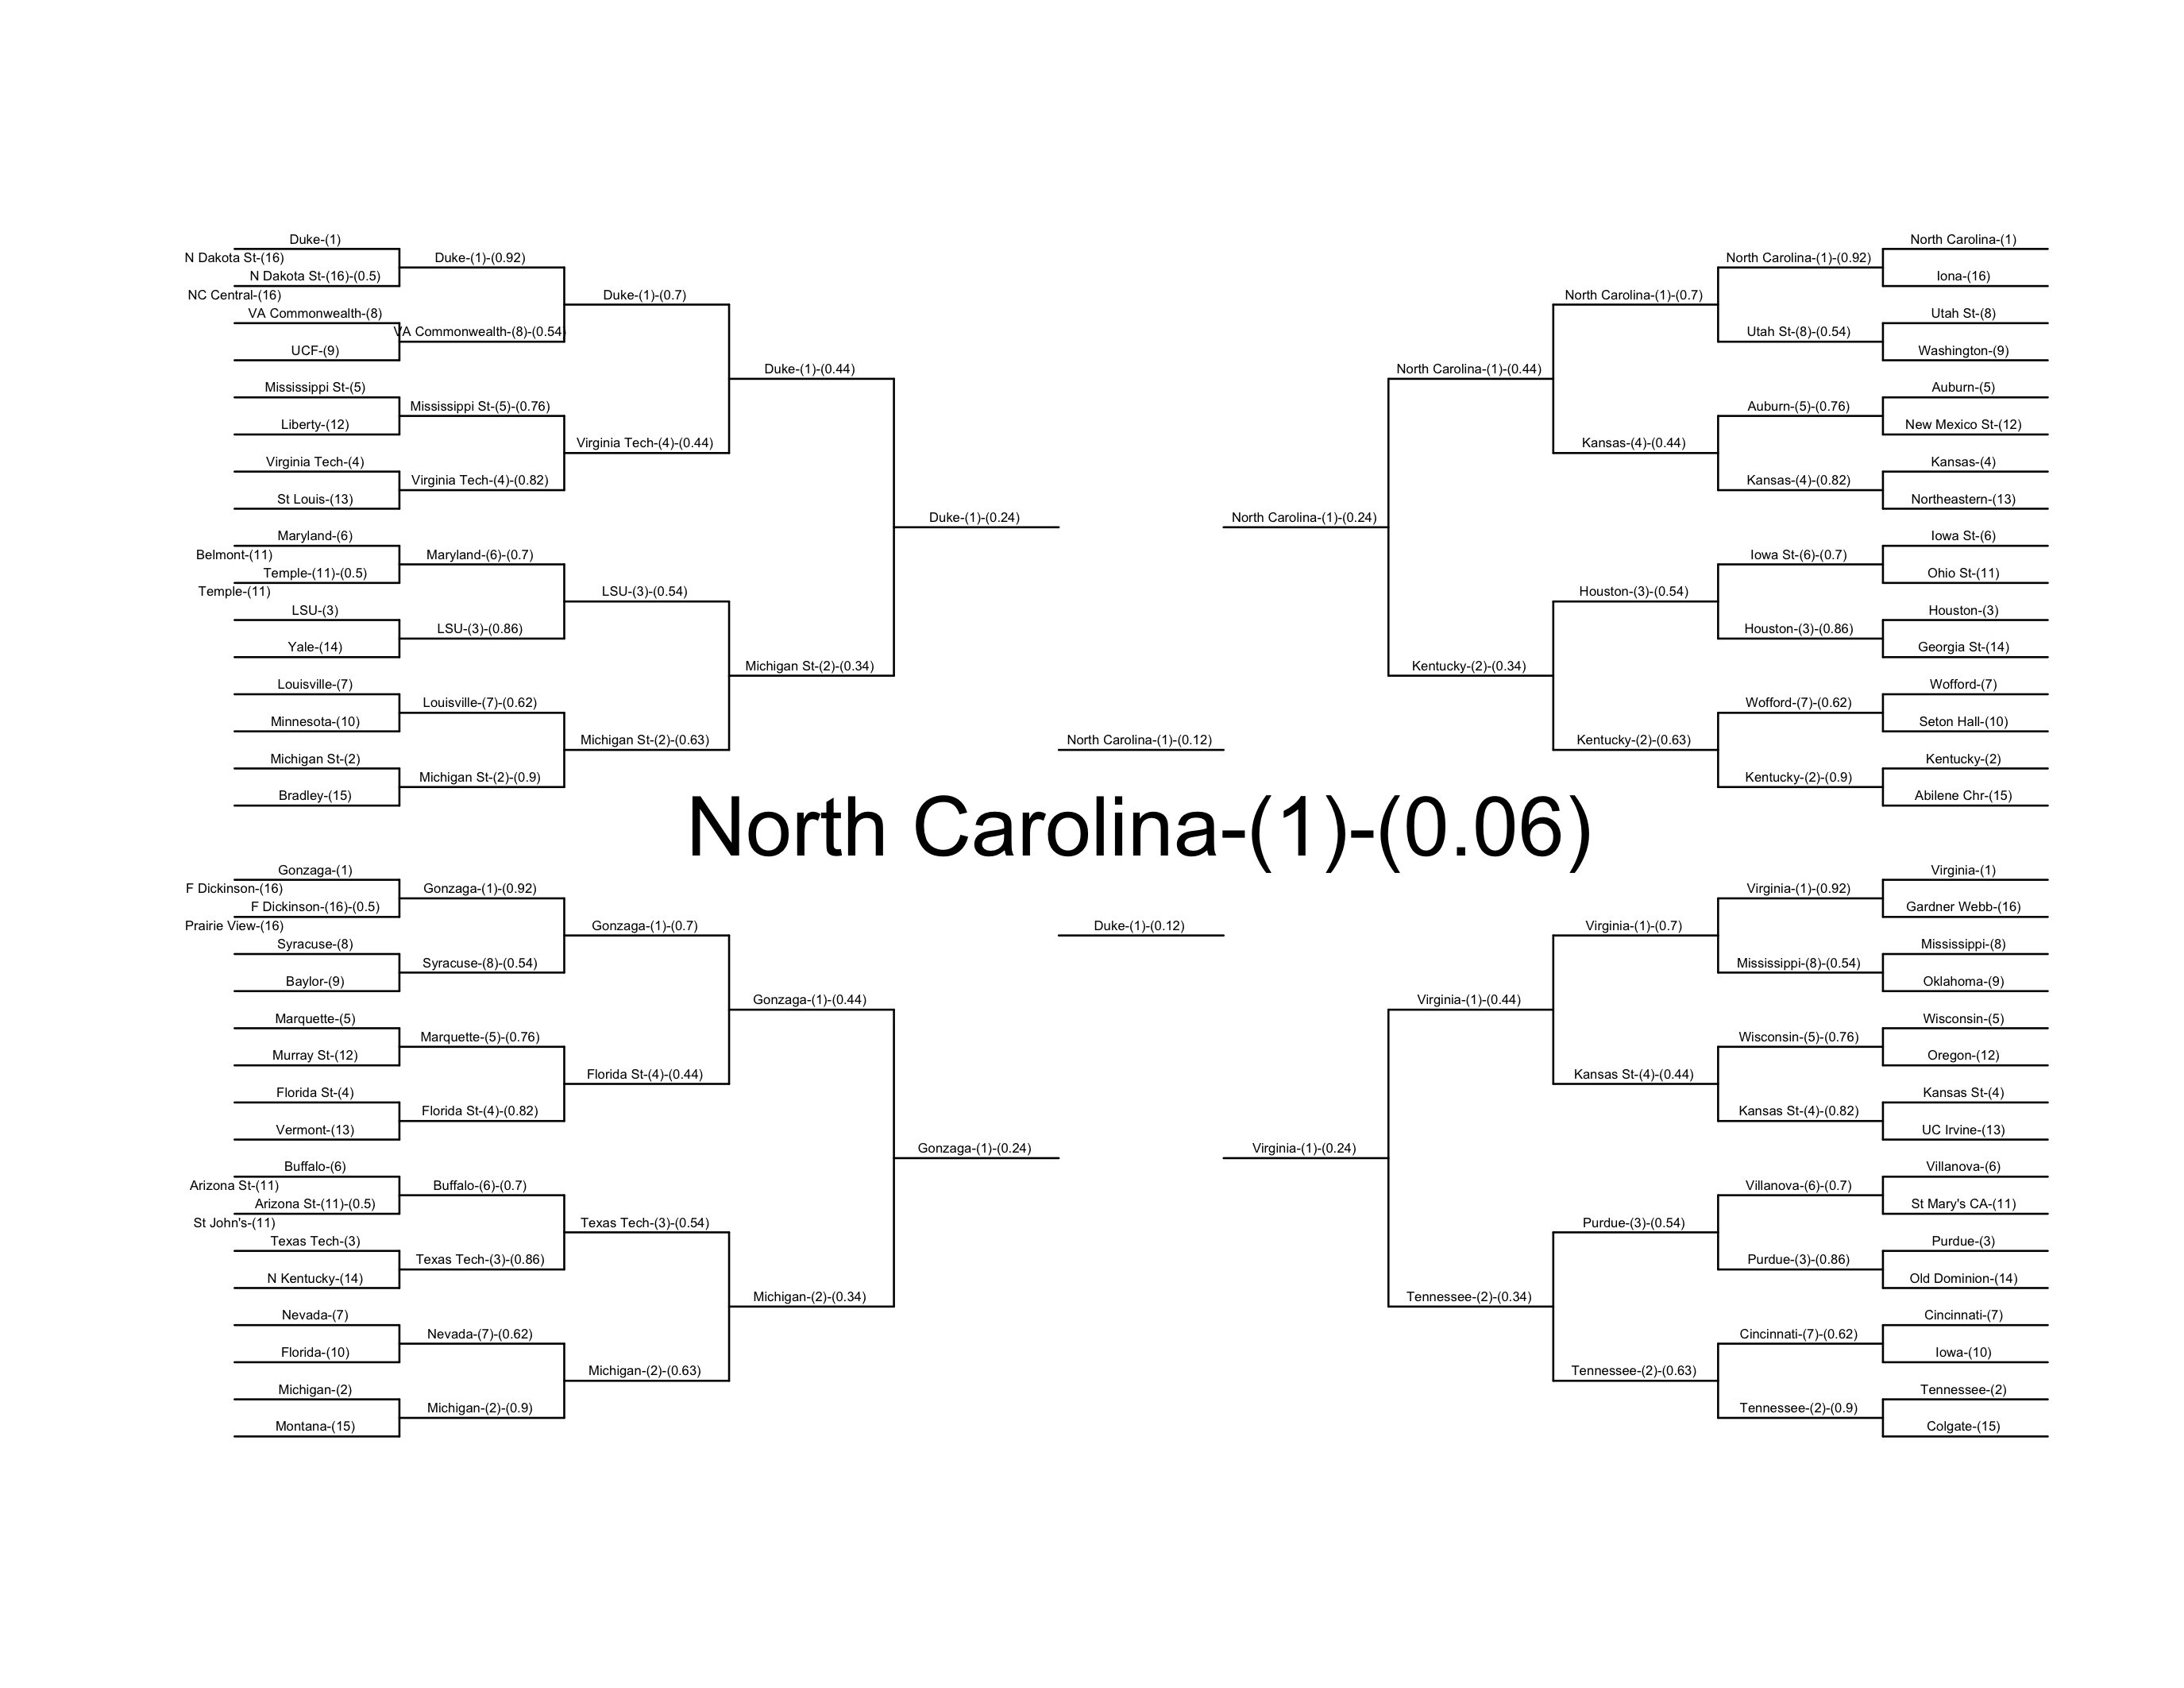 Duke-(1)
N Dakota St-(16)
N Dakota St-(16)-(0.5)
NC Central-(16)
VA Commonwealth-(8)
UCF-(9)
Mississippi St-(5)
Liberty-(12)
Virginia Tech-(4)
St Louis-(13)
Maryland-(6)
Belmont-(11)
Temple-(11)-(0.5)
Temple-(11)
LSU-(3)
Yale-(14)
Louisville-(7)
Minnesota-(10)
Michigan St-(2)
Bradley-(15)
Duke-(1)-(0.92)
VA Commonwealth-(8)-(0.54)
Mississippi St-(5)-(0.76)
Virginia Tech-(4)-(0.82)
Maryland-(6)-(0.7)
LSU-(3)-(0.86)
Louisville-(7)-(0.62)
Michigan St-(2)-(0.9)
Duke-(1)-(0.7)
Virginia Tech-(4)-(0.44)
LSU-(3)-(0.54)
Michigan St-(2)-(0.63)
Duke-(1)-(0.44)
Michigan St-(2)-(0.34)
Duke-(1)-(0.24)
North Carolina-(1)-(0.24)
North Carolina-(1)-(0.44)
Kentucky-(2)-(0.34)
North Carolina-(1)-(0.7)
Kansas-(4)-(0.44)
Houston-(3)-(0.54)
Kentucky-(2)-(0.63)
North Carolina-(1)-(0.92)
Utah St-(8)-(0.54)
Auburn-(5)-(0.76)
Kansas-(4)-(0.82)
Iowa St-(6)-(0.7)
Houston-(3)-(0.86)
Wofford-(7)-(0.62)
Kentucky-(2)-(0.9)
North Carolina-(1)
Iona-(16)
Utah St-(8)
Washington-(9)
Auburn-(5)
New Mexico St-(12)
Kansas-(4)
Northeastern-(13)
Iowa St-(6)
Ohio St-(11)
Houston-(3)
Georgia St-(14)
Wofford-(7)
Seton Hall-(10)
Kentucky-(2)
Abilene Chr-(15)
North Carolina-(1)-(0.12)
North Carolina-(1)-(0.06)
Duke-(1)-(0.12)
Gonzaga-(1)
F Dickinson-(16)
F Dickinson-(16)-(0.5)
Prairie View-(16)
Syracuse-(8)
Baylor-(9)
Marquette-(5)
Murray St-(12)
Florida St-(4)
Vermont-(13)
Buffalo-(6)
Arizona St-(11)
Arizona St-(11)-(0.5)
St John's-(11)
Texas Tech-(3)
N Kentucky-(14)
Nevada-(7)
Florida-(10)
Michigan-(2)
Montana-(15)
Gonzaga-(1)-(0.92)
Syracuse-(8)-(0.54)
Marquette-(5)-(0.76)
Florida St-(4)-(0.82)
Buffalo-(6)-(0.7)
Texas Tech-(3)-(0.86)
Nevada-(7)-(0.62)
Michigan-(2)-(0.9)
Gonzaga-(1)-(0.7)
Florida St-(4)-(0.44)
Texas Tech-(3)-(0.54)
Michigan-(2)-(0.63)
Gonzaga-(1)-(0.44)
Michigan-(2)-(0.34)
Gonzaga-(1)-(0.24)
Virginia-(1)-(0.24)
Virginia-(1)-(0.44)
Tennessee-(2)-(0.34)
Virginia-(1)-(0.7)
Kansas St-(4)-(0.44)
Purdue-(3)-(0.54)
Tennessee-(2)-(0.63)
Virginia-(1)-(0.92)
Mississippi-(8)-(0.54)
Wisconsin-(5)-(0.76)
Kansas St-(4)-(0.82)
Villanova-(6)-(0.7)
Purdue-(3)-(0.86)
Cincinnati-(7)-(0.62)
Tennessee-(2)-(0.9)
Virginia-(1)
Gardner Webb-(16)
Mississippi-(8)
Oklahoma-(9)
Wisconsin-(5)
Oregon-(12)
Kansas St-(4)
UC Irvine-(13)
Villanova-(6)
St Mary's CA-(11)
Purdue-(3)
Old Dominion-(14)
Cincinnati-(7)
Iowa-(10)
Tennessee-(2)
Colgate-(15)